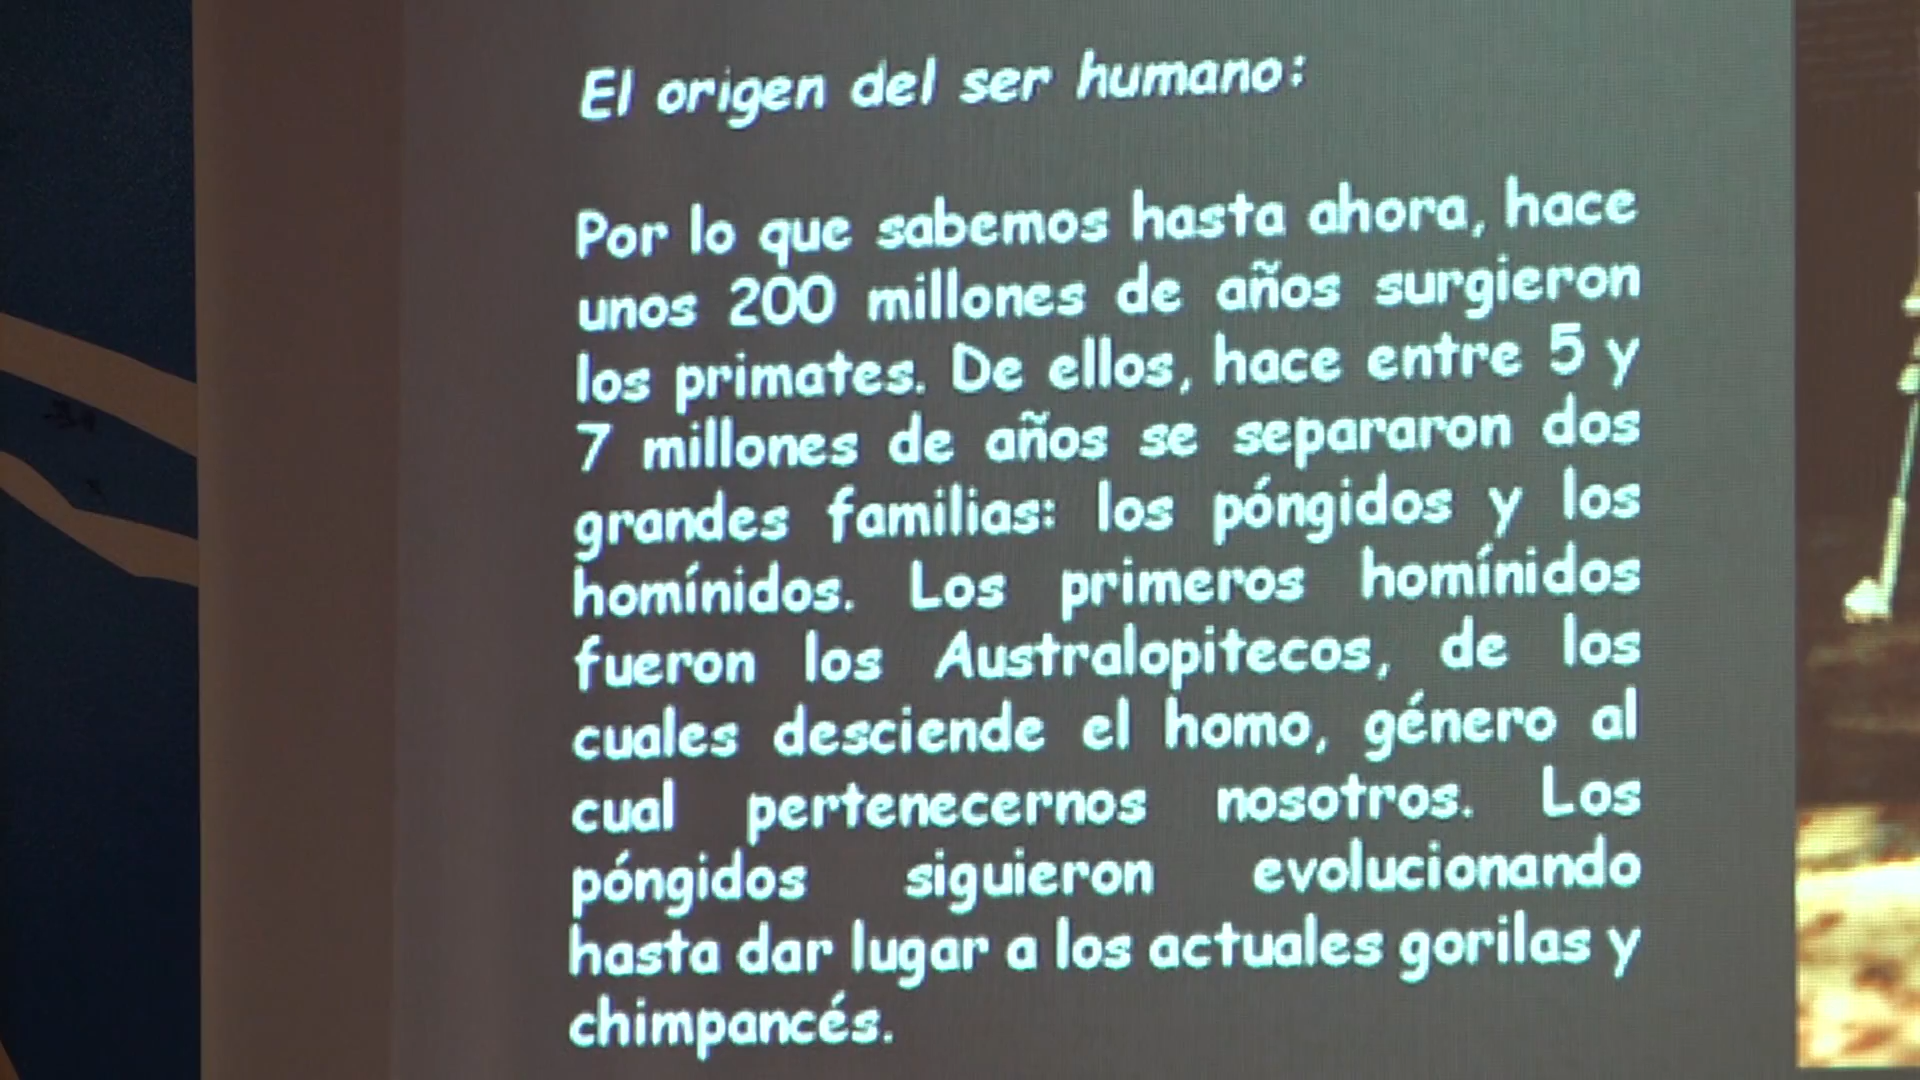 El origen del ser humano:
Por lo que sabemos hasta ahora, hace
unos 200 millones de años surgieron
los primates. De ellos, hace entre 5 y
7 millones de años se separaron dos
grandes familias: los póngidos y los
homínidos. Los primeros homínidos
fueron los Australopitecos, de los
cuales desciende el homo, género al
cual pertenecernos nosotros. Los
póngidos siguieron evolucionando
hasta dar lugar a los actuales gorilas y
chimpancés.